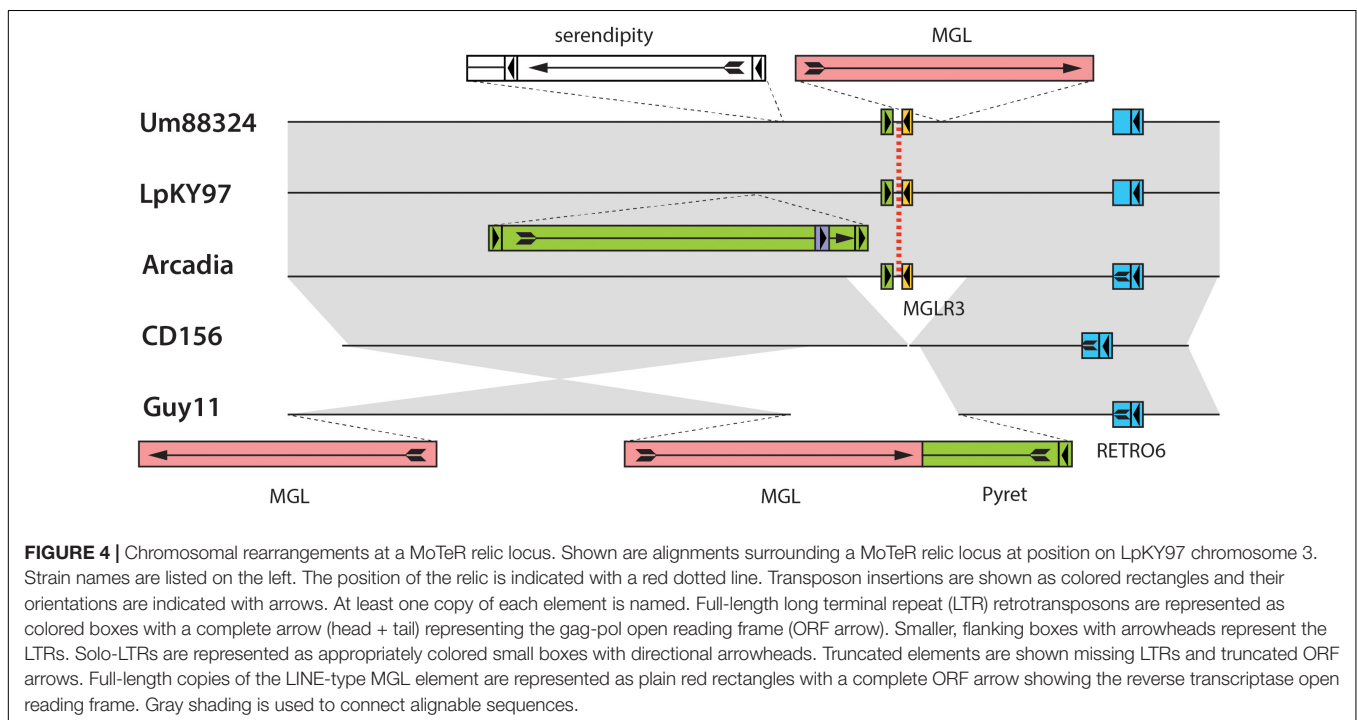 serendipity MGL
Um88324
LpKY97
Arcadia
MGLR3
CD156
Guy11
RETRO6
MGL MGL Pyret
FIGURE 4 | Chromosomal rearrangements at a MoTeR relic locus. Shown are alignments surrounding a MoTeR relic locus at position on LpKY97 chromosome 3.
Strain names are listed on the left. The position of the relic is indicated with a red dotted line. Transposon insertions are shown as colored rectangles and their
orientations are indicated with arrows. At least one copy of each element is named. Full-length long terminal repeat (LTR) retrotransposons are represented as
colored boxes with a complete arrow (head + tail) representing the gag-pol open reading frame (ORF arrow). Smaller, flanking boxes with arrowheads represent the
LTRs. Solo-LTRs are represented as appropriately colored small boxes with directional arrowheads. Truncated elements are shown missing LTRs and truncated ORF
arrows. Full-length copies of the LINE-type MGL element are represented as plain red rectangles with a complete ORF arrow showing the reverse transcriptase open
reading frame. Gray shading is used to connect alignable sequences.